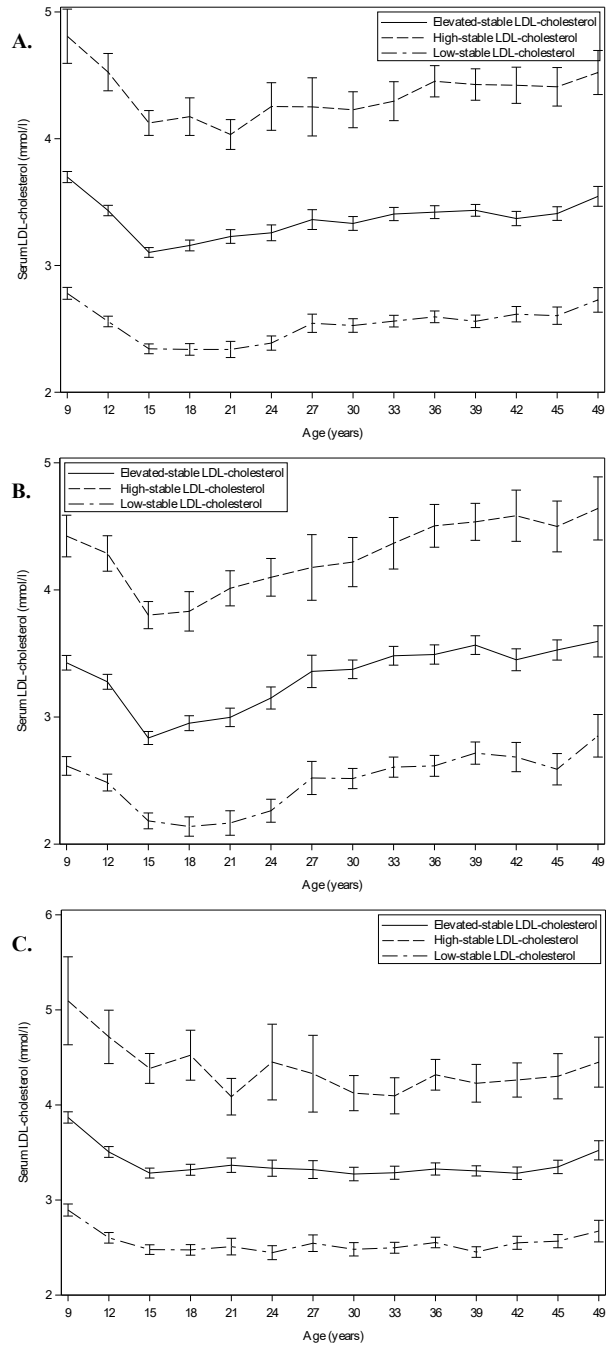 A.
5
4
3
2
Serum LDL-cholesterol (mmol/l)
Elevated-stable LDL-cholesterol
High-stable LDL-cholesterol
Low-stable LDL-cholesterol
9 12 15 18 21 24 27 30 33 36 39 42 45 49
Age (years)
B.
5
4
3
2
Serum LDL-cholesterol (mmol/l)
Elevated-stable LDL-cholesterol
High-stable LDL-cholesterol
Low-stable LDL-cholesterol
9 12 15 18 21 24 27 30 33 36 39 42 45 49
Age (years)
C.
6
5
4
3
2
Serum LDL-cholesterol (mmol/l)
Elevated-stable LDL-cholesterol
High-stable LDL-cholesterol
Low-stable LDL-cholesterol
9 12 15 18 21 24 27 30 33 36 39 42 45 49
Age (years)